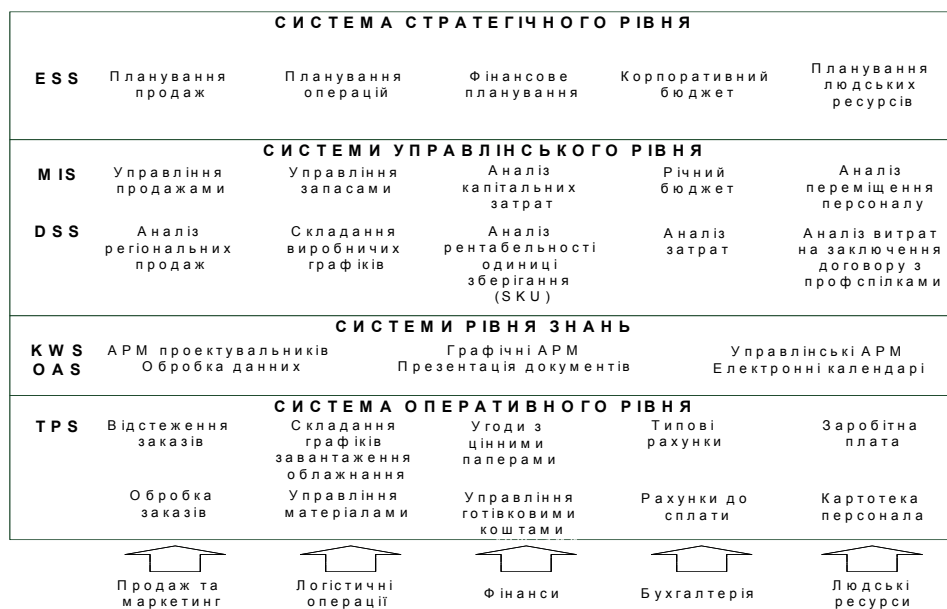 СИСТЕМА СТРАТЕГІЧНОГО РІВНЯ
ESS
Планування продаж
Планування операцій
Фінансове планування
Корпоративний бюджет
Планування людських ресурсів
СИСТЕМИ УПРАВЛІНСЬКОГО РІВНЯ
MIS
Управління продажами
Управління запасами
Аналіз капітальних затрат
Річний бюджет
Аналіз переміщення персоналу
DSS
Аналіз регіональних продаж
Складання виробничих графіків
Аналіз рентабельності одиниці зберігання (SKU)
Аналіз затрат
Аналіз витрат на заключення договору з профспілками
СИСТЕМИ РІВНЯ ЗНАНЬ
KWS АРМ проектувальників Графічні АРМ Управлінські АРМ
OAS Обробка данних Презентація документів Електронні календарі
СИСТЕМА ОПЕРАТИВНОГО РІВНЯ
TPS
Відстеження заказів
Складання графіків завантаження облажнання
Угоди з цінними паперами
Типові рахунки
Заробітна плата
Обробка заказів
Управління матеріалами
Управління готівковими коштами
Рахунки до сплати
Картотека персонала
Продаж та маркетинг
Логістичні операції
Фінанси
Бухгалтерія
Людські ресурси